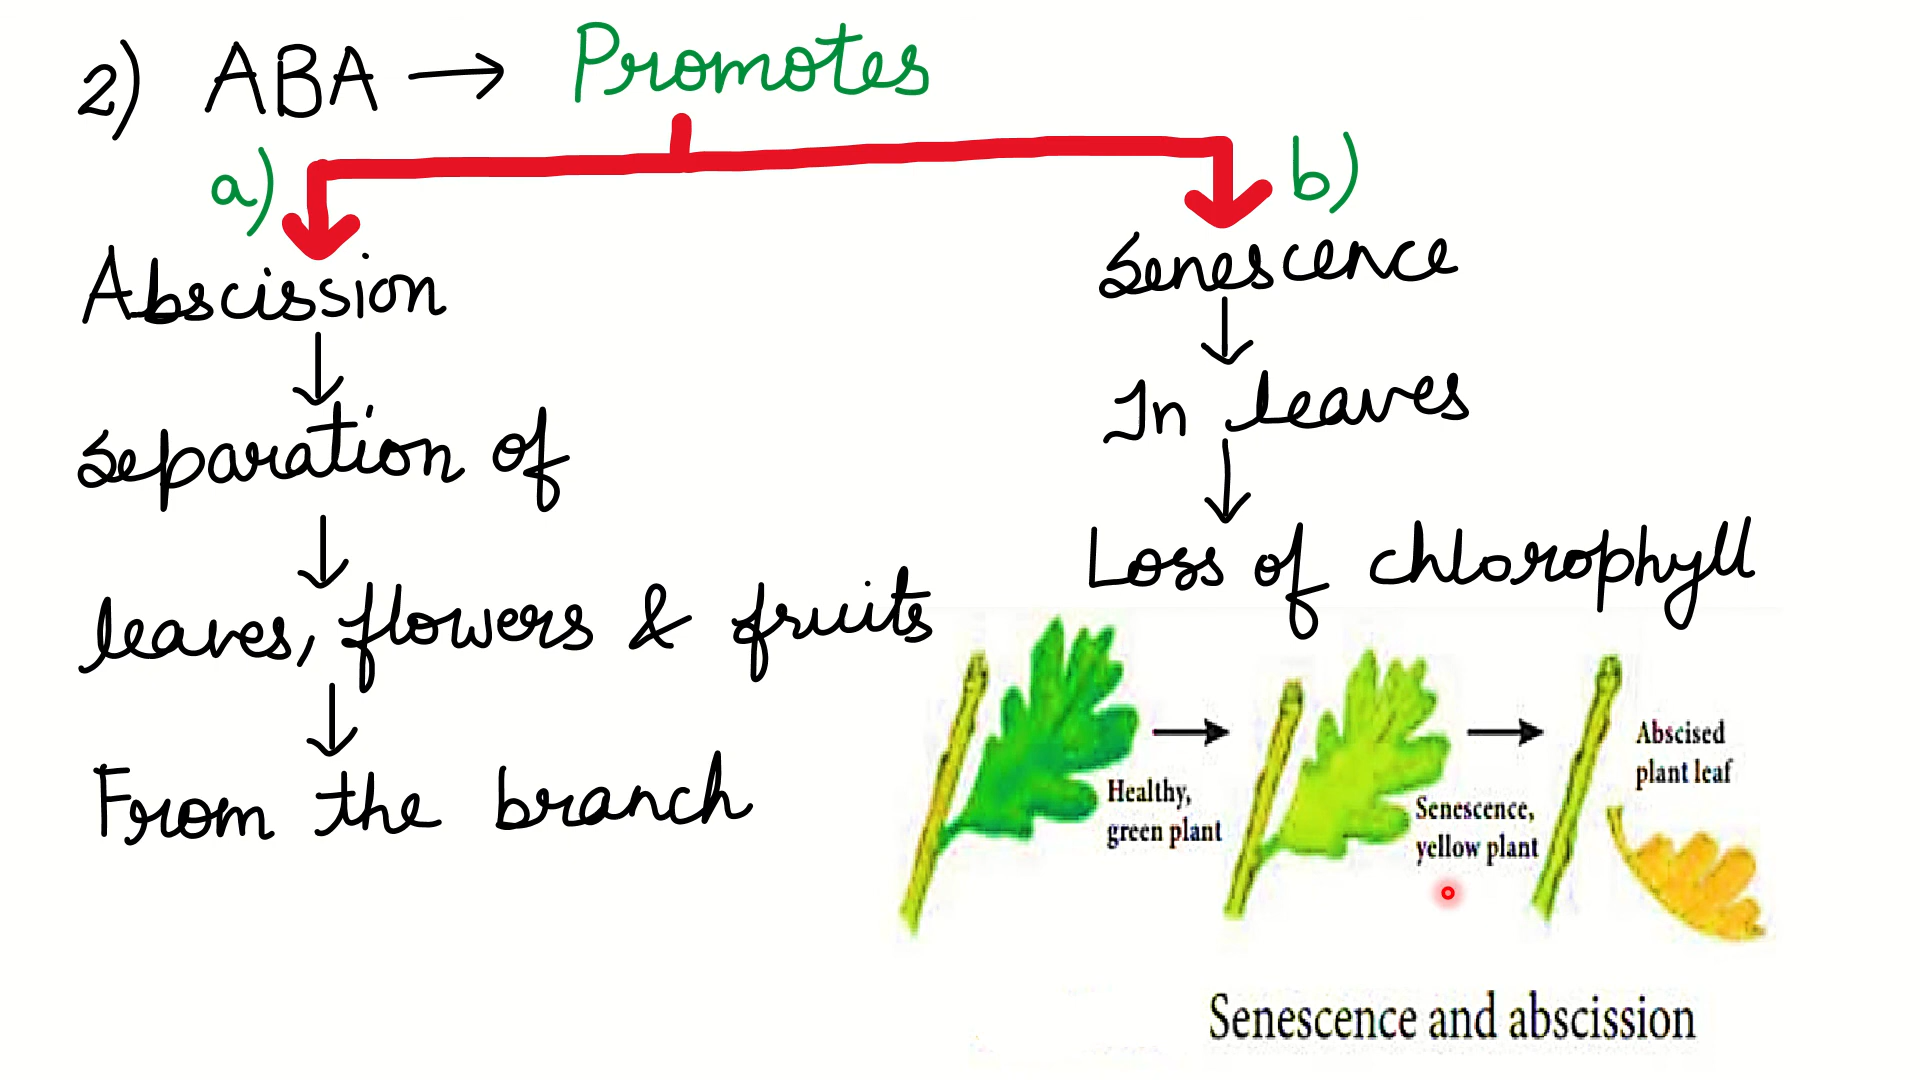 2) ABA → Promotes
a)
Abscission
↓
Separation of
↓
leaves, flowers & fruits
↓
From the branch
b)
Senescence
↓
In leaves
↓
Loss of chlorophyll
Healthy,
green plant
Senescence,
yellow plant
Abscised
plant leaf
Senescence and abscission